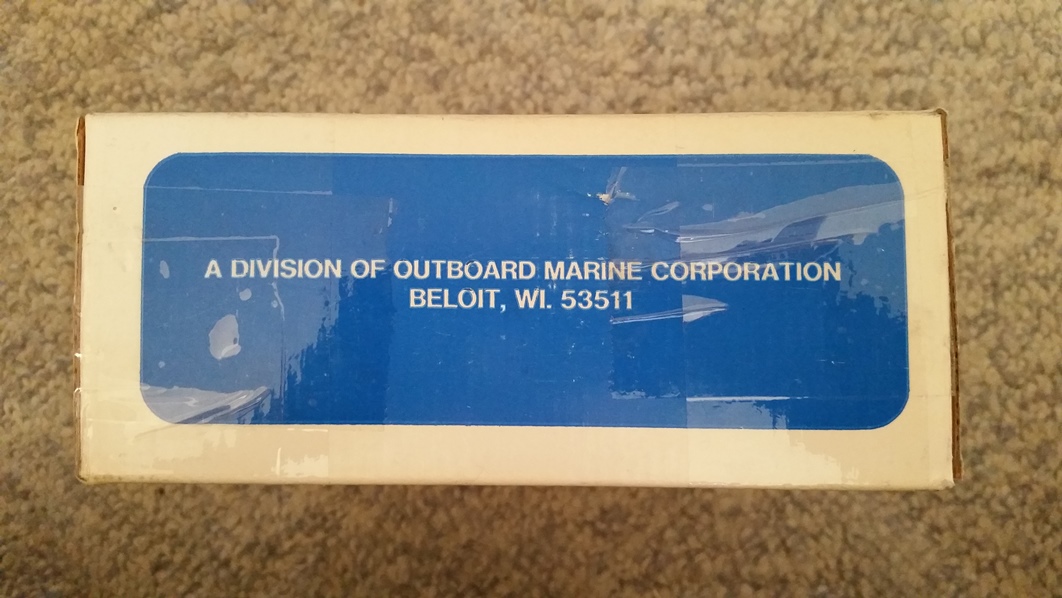 A DIVISION OF OUTBOARD MARINE CORPORATION
BELOIT, WI. 53511